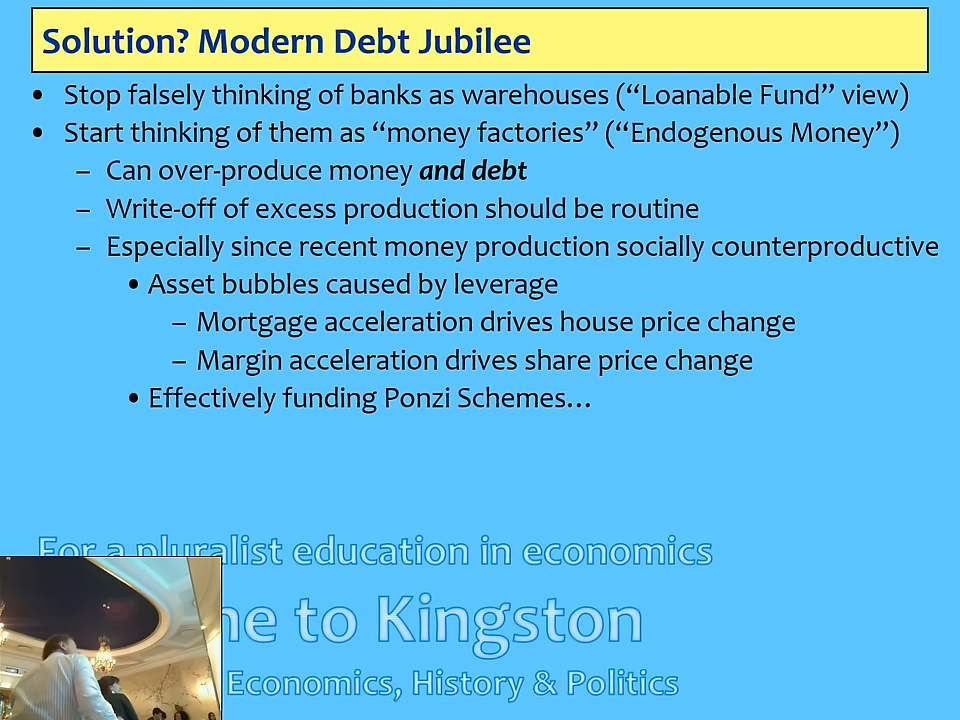 Solution? Modern Debt Jubilee
• Stop falsely thinking of banks as warehouses (“Loanable Fund” view)
• Start thinking of them as “money factories” (“Endogenous Money”)
– Can over-produce money and debt
– Write-off of excess production should be routine
– Especially since recent money production socially counterproductive
• Asset bubbles caused by leverage
– Mortgage acceleration drives house price change
– Margin acceleration drives share price change
• Effectively funding Ponzi Schemes…
For a pluralist education in economics
to Kingston
Economics, History & Politics